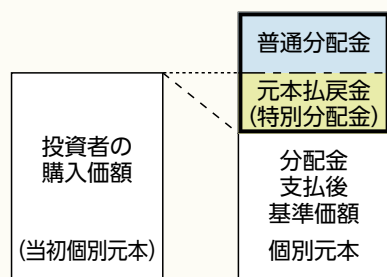 普通分配金
元本払戻金
(特別分配金)
投資者の
購入価額
(当初個別元本)
分配金
支払後
基準価額
個別元本